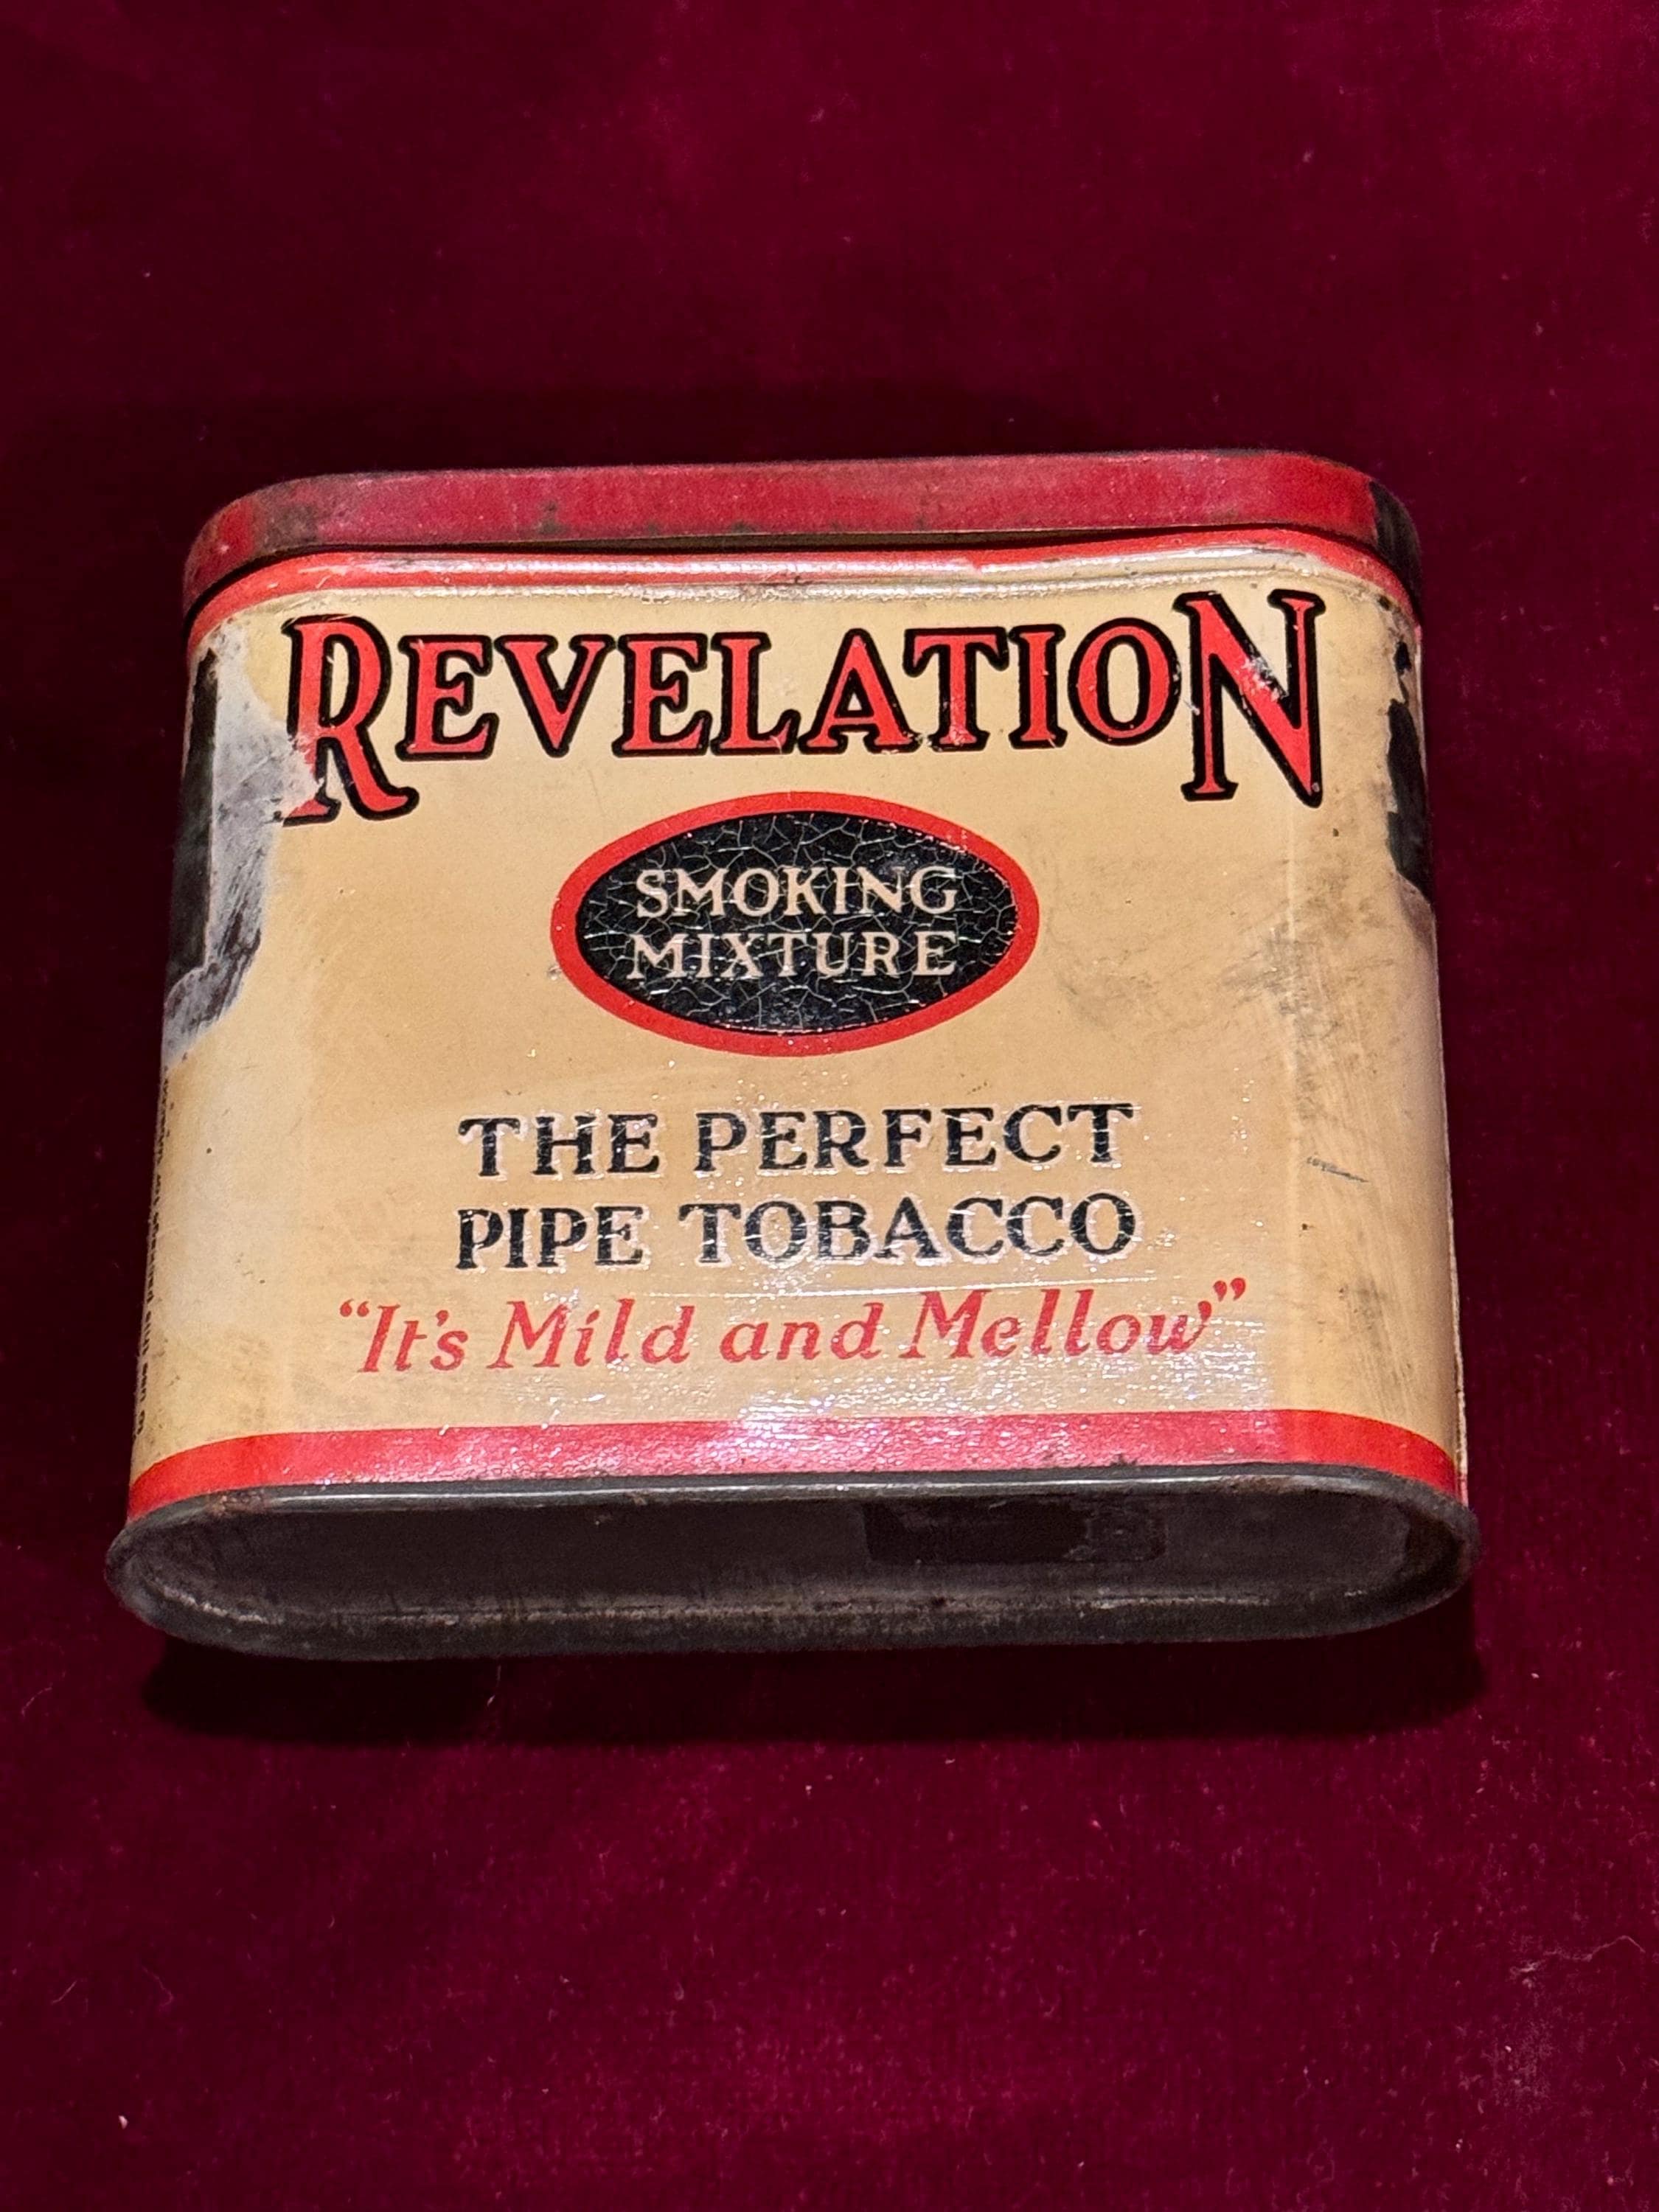 REVELATION
SMOKING
MIXTURE
THE PERFECT
PIPE TOBACCO
"It's Mild and Mellow"